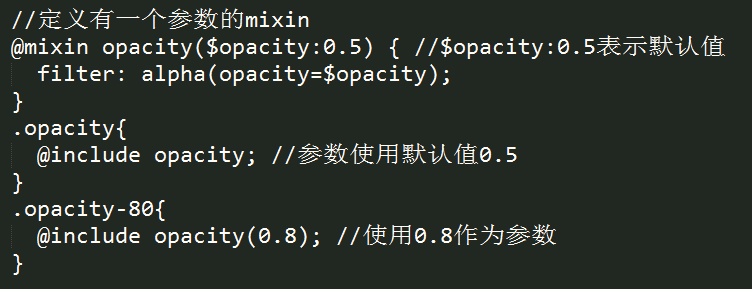 //定义有一个参数的mixin
@mixin opacity($opacity:0.5) { //$opacity:0.5表示默认值
  filter: alpha(opacity=$opacity);
}
.opacity{
  @include opacity; //参数使用默认值0.5
}
.opacity-80{
  @include opacity(0.8); //使用0.8作为参数
}